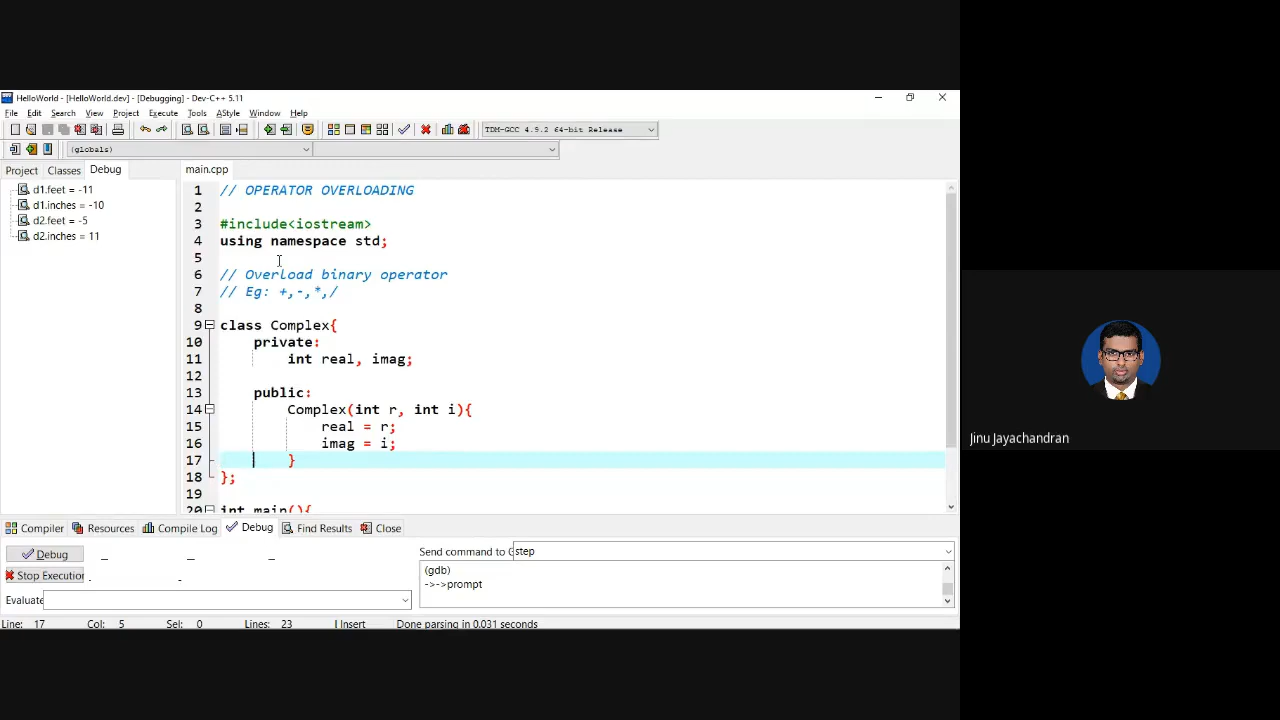 HelloWorld - [HelloWorld.dev] - [Debugging] - Dev-C++ 5.11
File Edit Search View Project Execute Tools AStyle Window Help
TDM-GCC 4.9.2 64-bit Release
(globals)
Project Classes Debug
main.cpp
d1.feet = -11
d1.inches = -10
d2.feet = -5
d2.inches = 11
1 // OPERATOR OVERLOADING
2
3 #include<iostream>
4 using namespace std;
5
6 // Overload binary operator
7 // Eg: +,-,*,/
8
9 class Complex{
10 private:
11 int real, imag;
12
13 public:
14 Complex(int r, int i){
15 real = r;
16 imag = i;
17 }
18 };
19
20 int main(){
Jinu Jayachandran
Compiler Resources Compile Log Debug Find Results Close
Debug
Send command to G step
Stop Execution
(gdb)
->->prompt
Evaluate
Line: 17 Col: 5 Sel: 0 Lines: 23 Insert Done parsing in 0.031 seconds